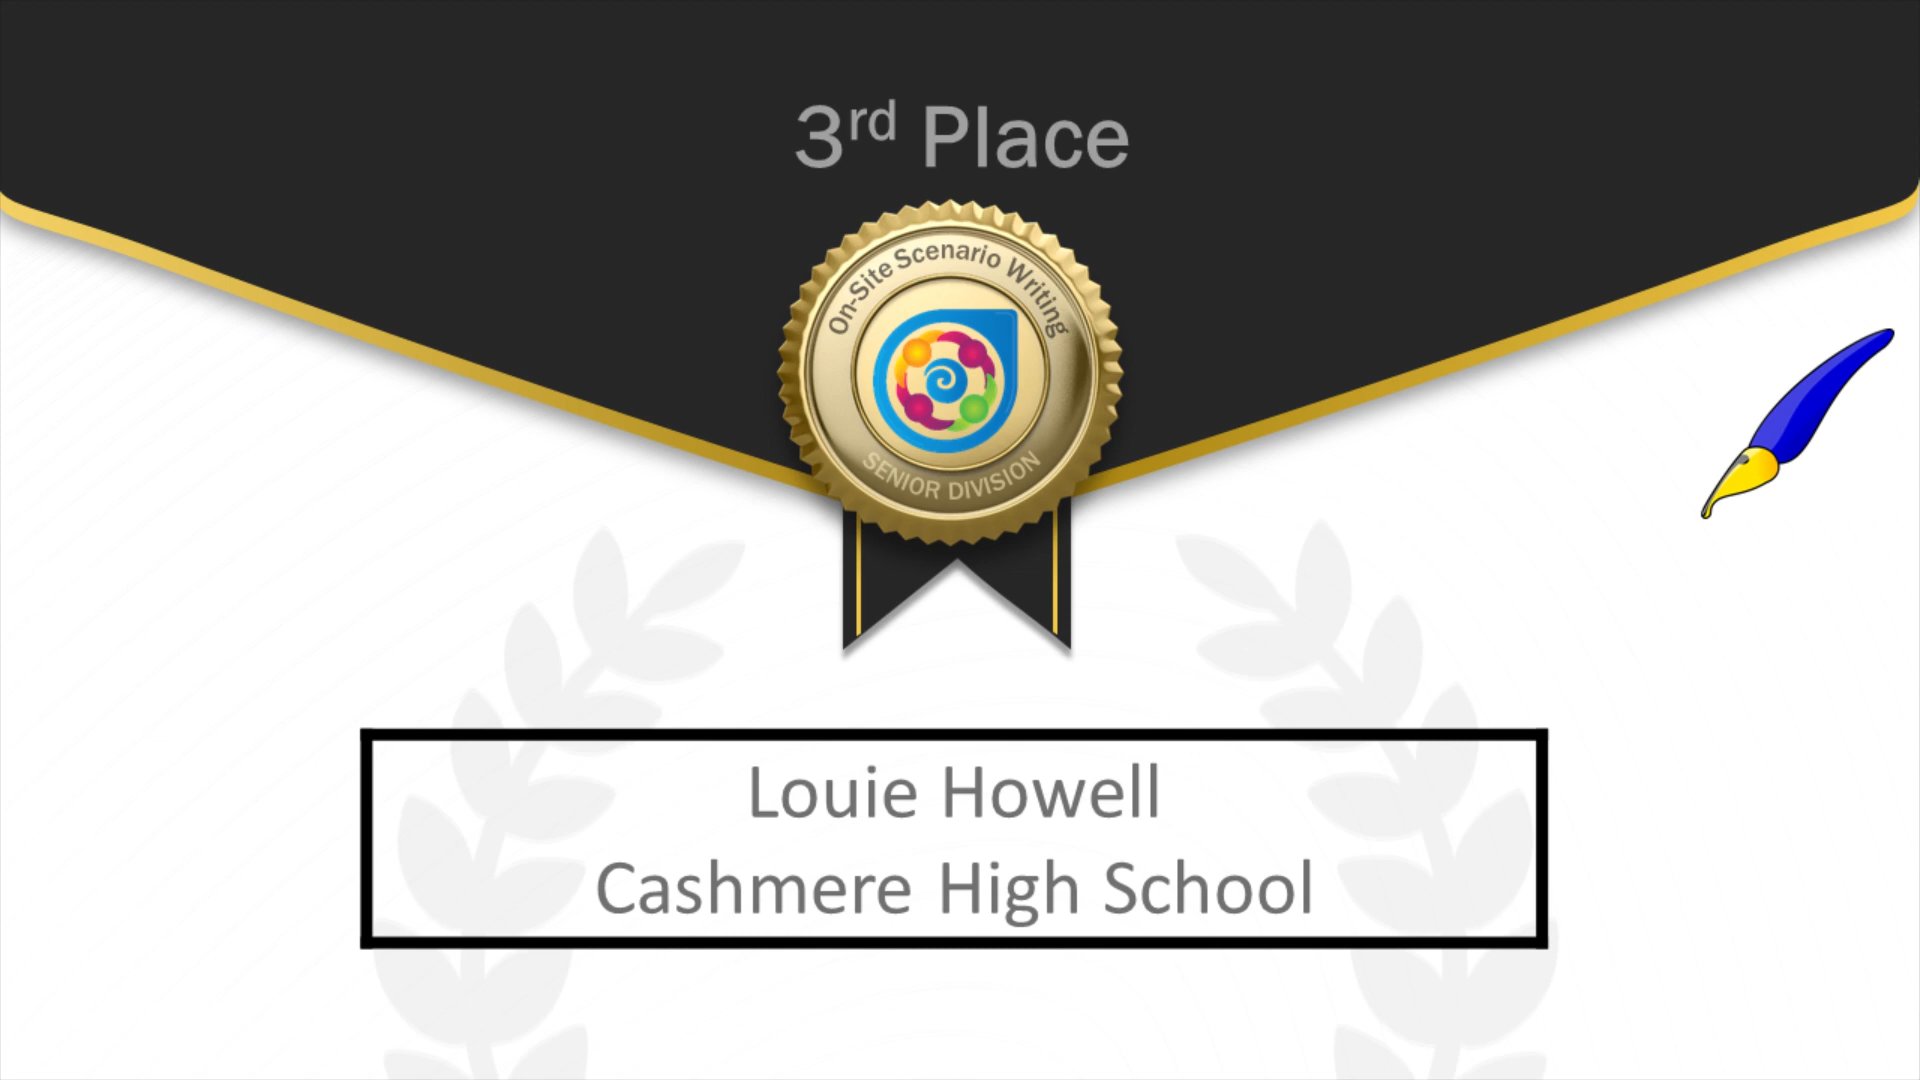 3rd Place
On-Site Scenario Writing
SENIOR DIVISION
Louie Howell
Cashmere High School